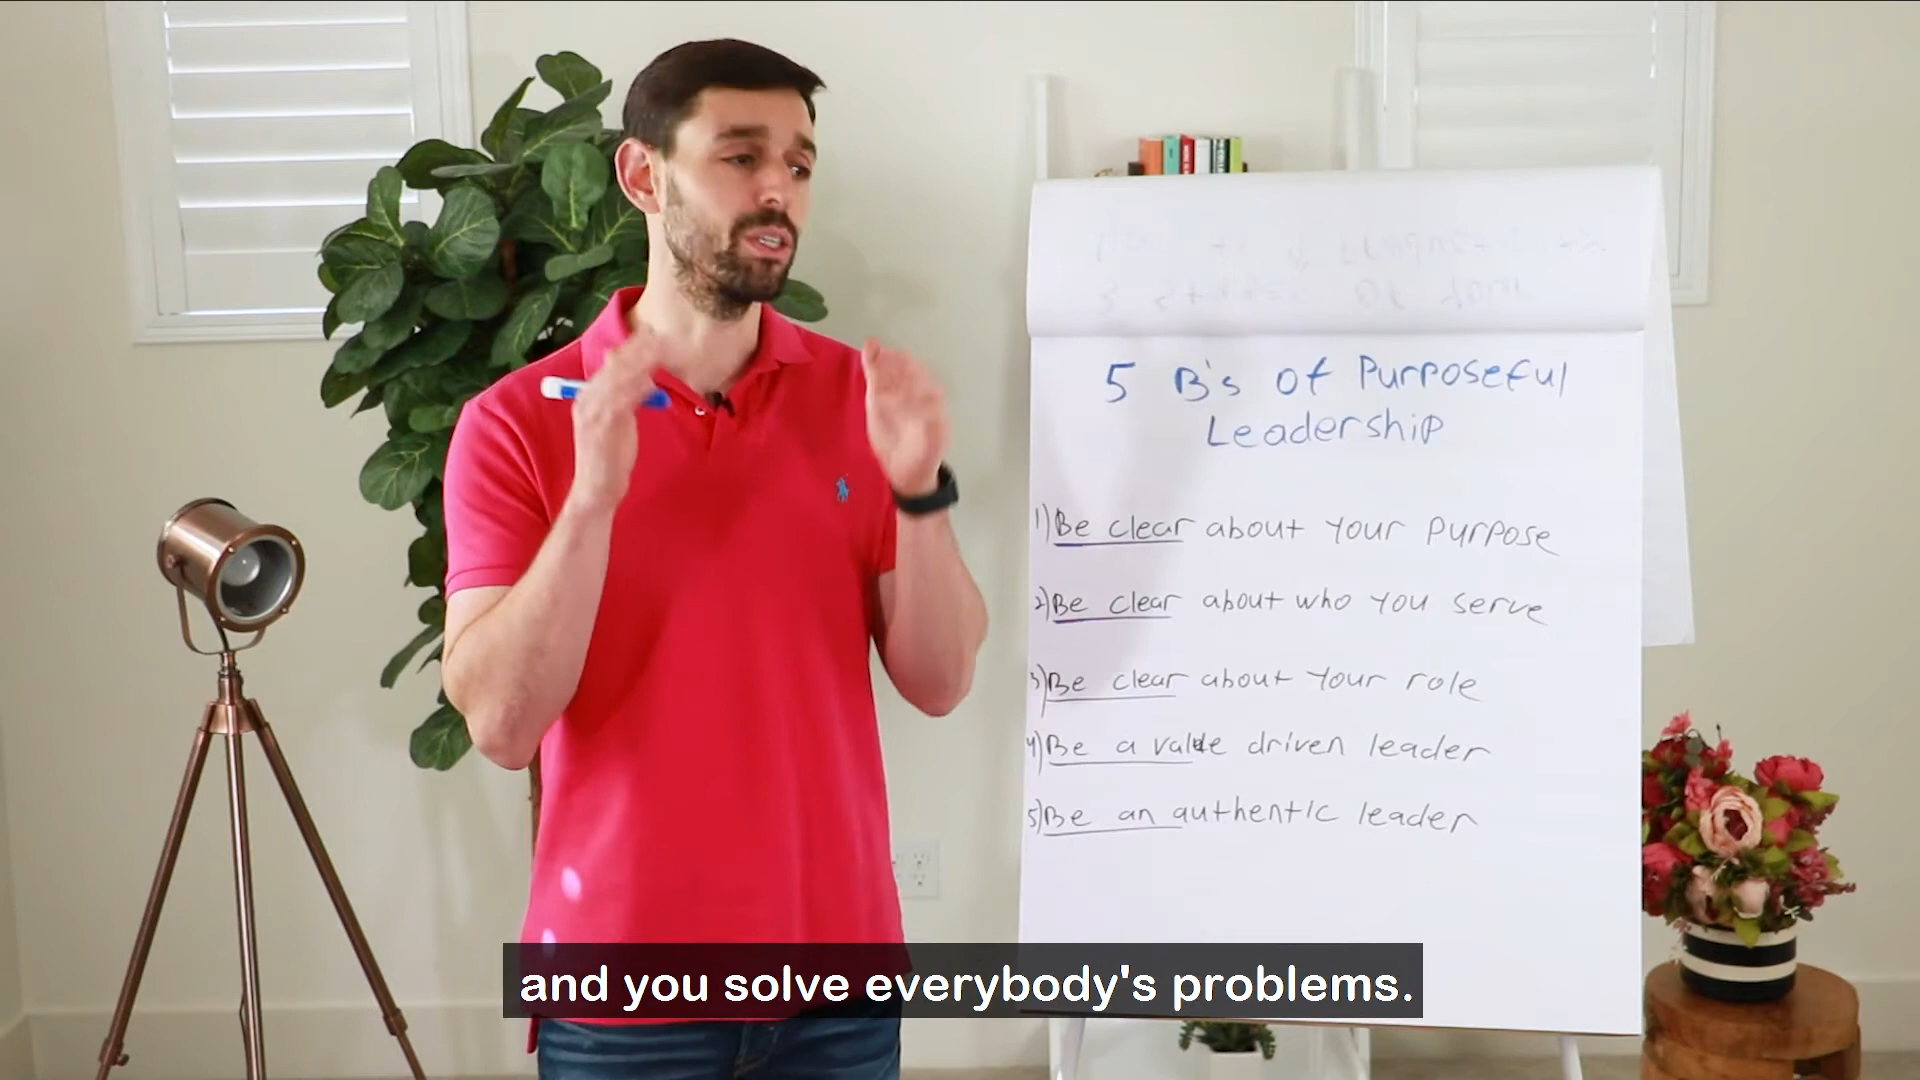 5 B's of Purposeful
Leadership
1) Be clear about your purpose
2) Be clear about who you serve
3) Be clear about your role
4) Be a value driven leader
5) Be an authentic leader
and you solve everybody's problems.